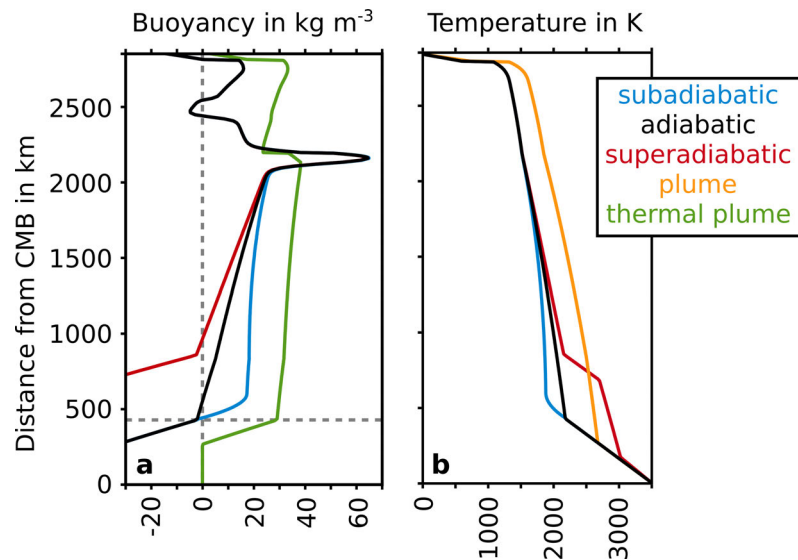 Buoyancy in kg m-3
Temperature in K
Distance from CMB in km
2500
2000
1500
1000
500
0
-20
0
20
40
60
a
0
1000
2000
3000
b
subadiabatic
adiabatic
superadiabatic
plume
thermal plume